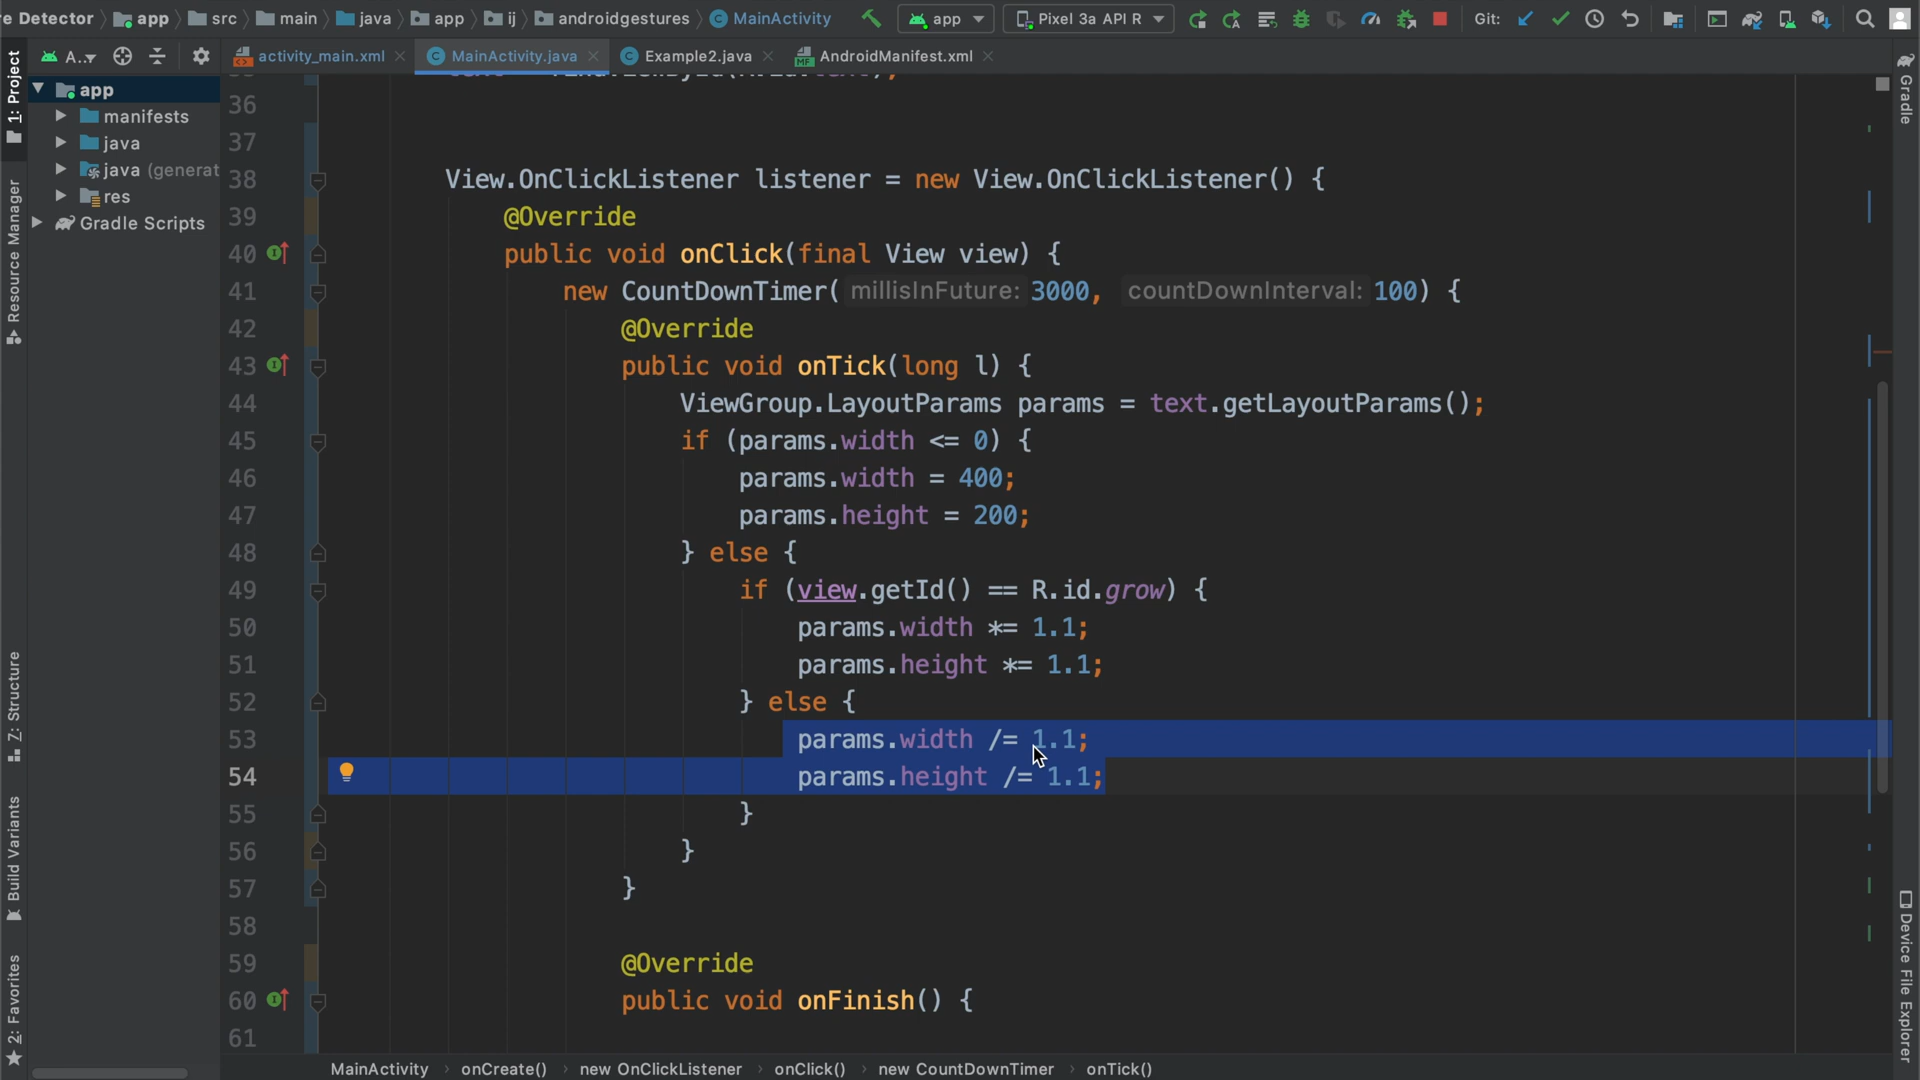 re Detector app src main java app ij androidgestures MainActivity app Pixel 3a API R Git:
A.. activity_main.xml MainActivity.java Example2.java AndroidManifest.xml
1: Project
Resource Manager
Z: Structure
Build Variants
2: Favorites
app
manifests
java
java (generat
res
Gradle Scripts
36
37
38 View.OnClickListener listener = new View.OnClickListener() {
39 @Override
40 public void onClick(final View view) {
41 new CountDownTimer( millisInFuture: 3000, countDownInterval: 100) {
42 @Override
43 public void onTick(long l) {
44 ViewGroup.LayoutParams params = text.getLayoutParams();
45 if (params.width <= 0) {
46 params.width = 400;
47 params.height = 200;
48 } else {
49 if (view.getId() == R.id.grow) {
50 params.width *= 1.1;
51 params.height *= 1.1;
52 } else {
53 params.width /= 1.1;
54 params.height /= 1.1;
55 }
56 }
57 }
58
59 @Override
60 public void onFinish() {
61
MainActivity › onCreate() › new OnClickListener › onClick() › new CountDownTimer › onTick()
Gradle
Device File Explorer